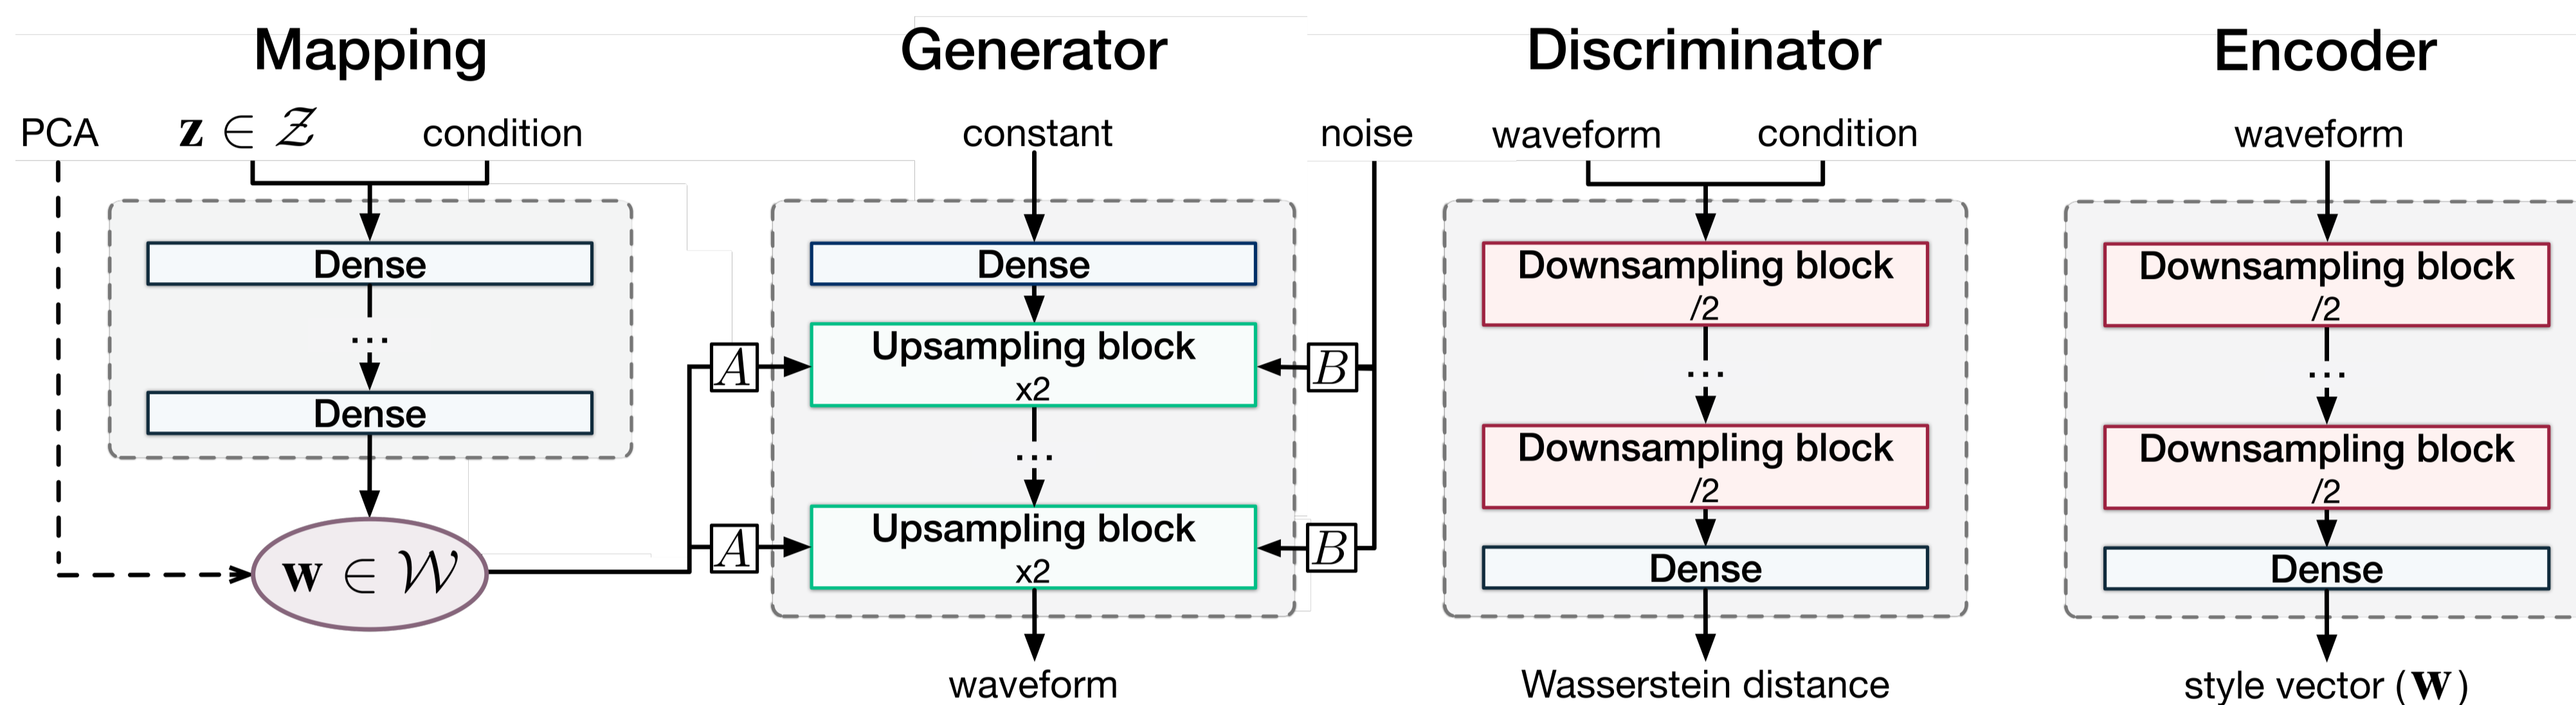 Mapping
PCA
z ∈ 𝒵
condition
Dense
...
Dense
w ∈ 𝒲
Generator
constant
noise
Dense
A
Upsampling block
x2
B
...
A
Upsampling block
x2
B
waveform
Discriminator
waveform
condition
Downsampling block
/2
...
Downsampling block
/2
Dense
Wasserstein distance
Encoder
waveform
Downsampling block
/2
...
Downsampling block
/2
Dense
style vector (w)